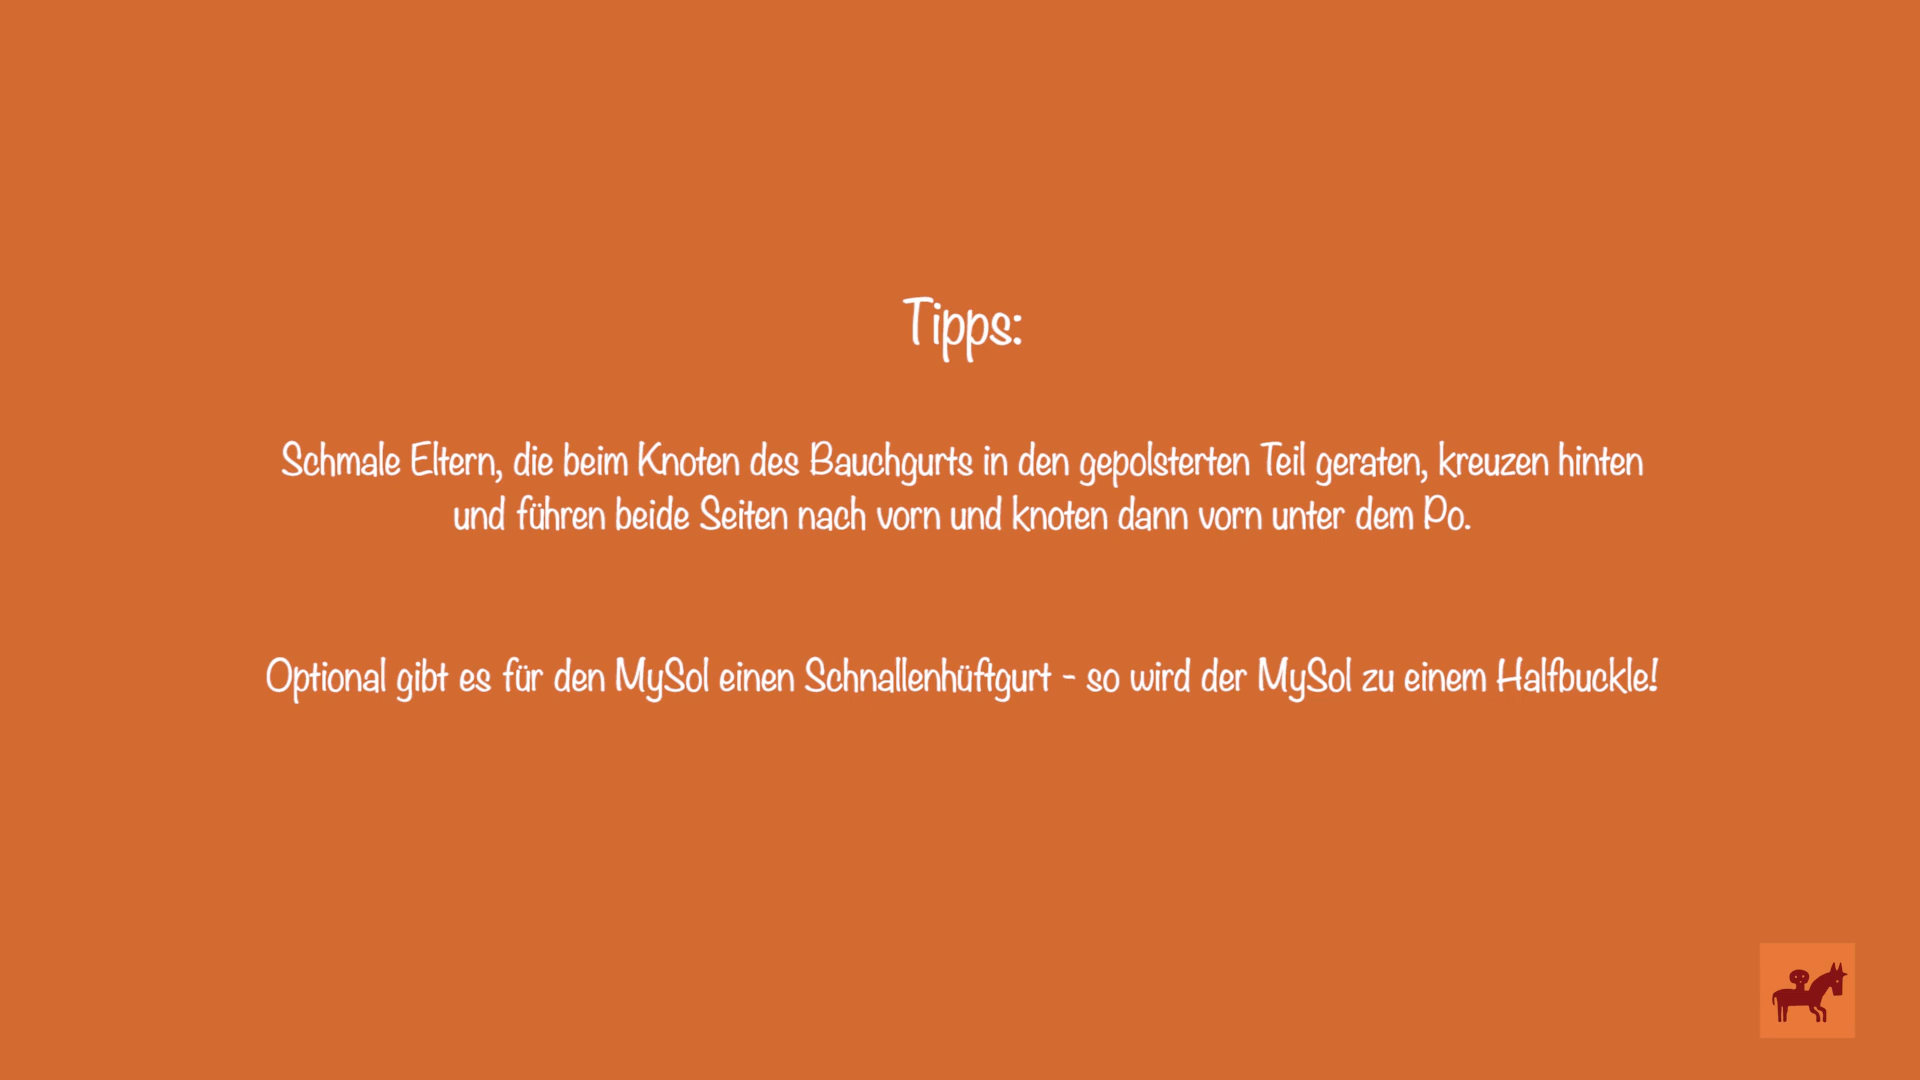 Tipps:
Schmale Eltern, die beim Knoten des Bauchgurts in den gepolsterten Teil geraten, kreuzen hinten
und führen beide Seiten nach vorn und knoten dann vorn unter dem Po.
Optional gibt es für den MySol einen Schnallenhüftgurt - so wird der MySol zu einem Halfbuckle!